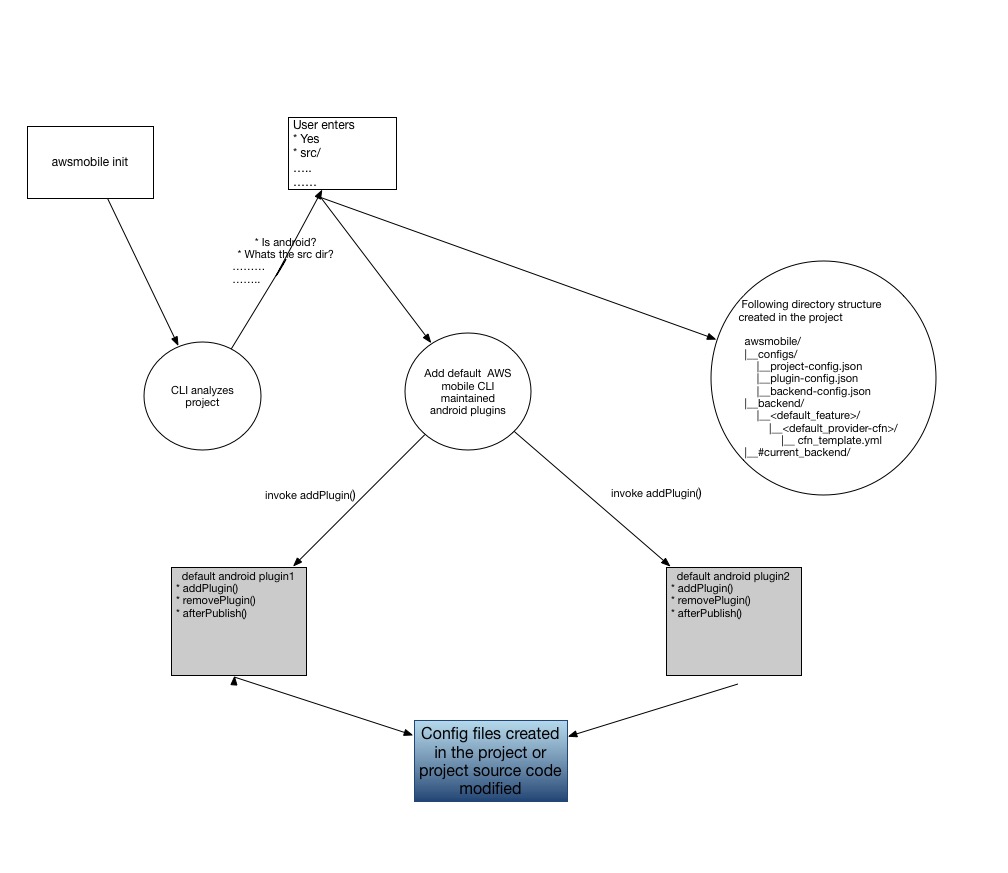 awsmobile init
User enters
* Yes
* src/
.....
......
* Is android?
* Whats the src dir?
.........
........
CLI analyzes
project
Add default  AWS
mobile CLI
maintained
android plugins
Following directory structure
created in the project
awsmobile/
|__configs/
|__project-config.json
|__plugin-config.json
|__backend-config.json
|__backend/
|__<default_feature>/
|__<default_provider-cfn>/
|__ cfn_template.yml
|__#current_backend/
invoke addPlugin()
invoke addPlugin()
default android plugin1
* addPlugin()
* removePlugin()
* afterPublish()
default android plugin2
* addPlugin()
* removePlugin()
* afterPublish()
Config files created
in the project or
project source code
modified